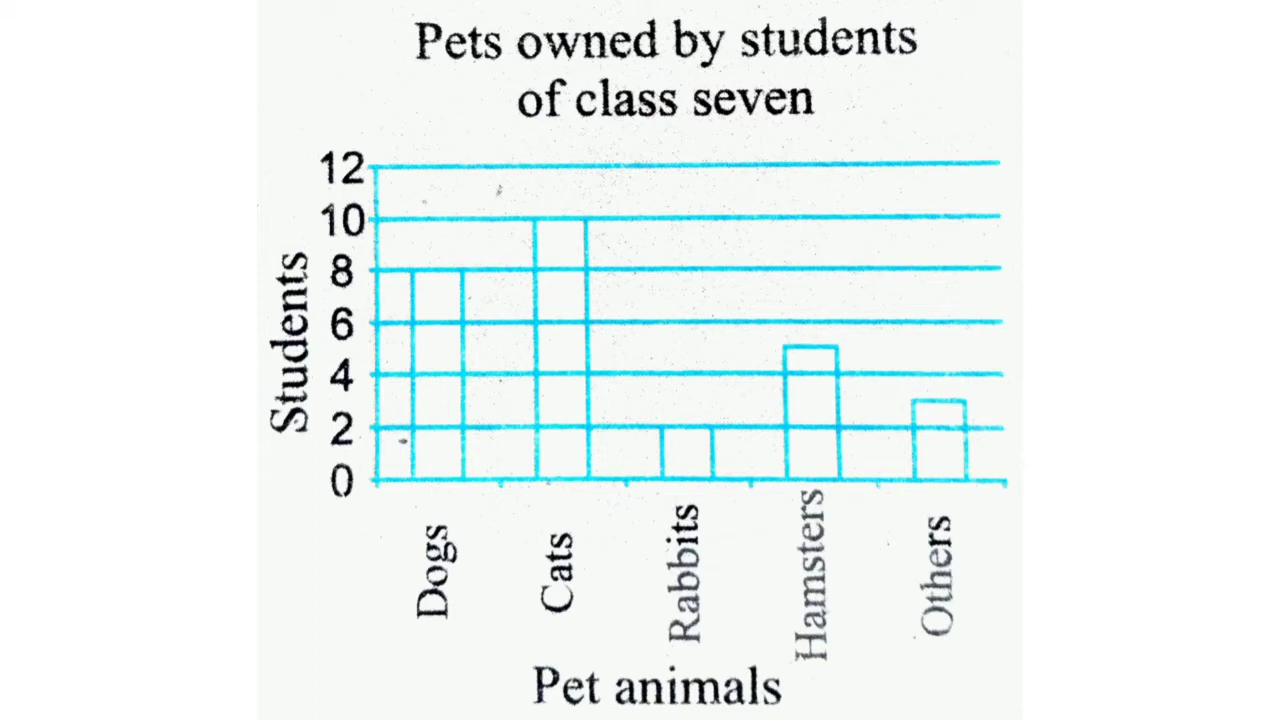 Pets owned by students
of class seven
12
10
8
6
4
2
0
Students
Dogs
Cats
Rabbits
Hamsters
Others
Pet animals